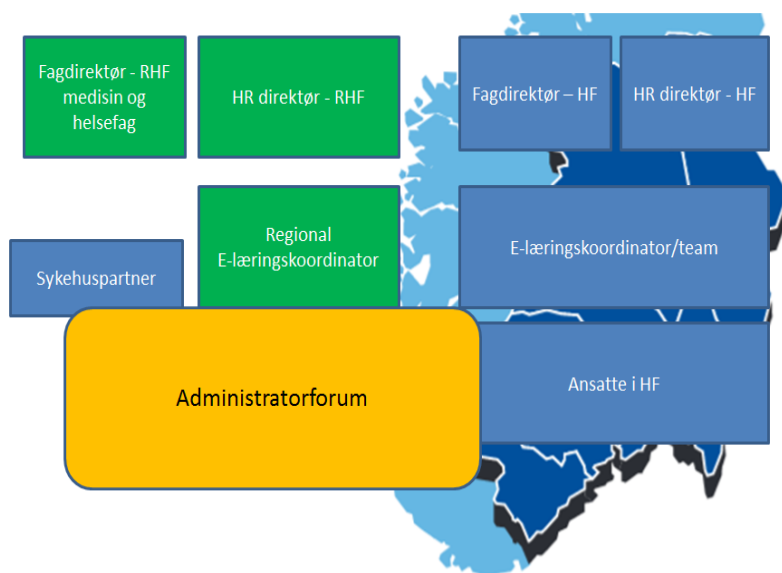 Fagdirektør - RHF
medisin og
helsefag
HR direktør - RHF
Fagdirektør – HF
HR direktør - HF
Regional
E-læringskoordinator
E-læringskoordinator/team
Sykehuspartner
Administratorforum
Ansatte i HF